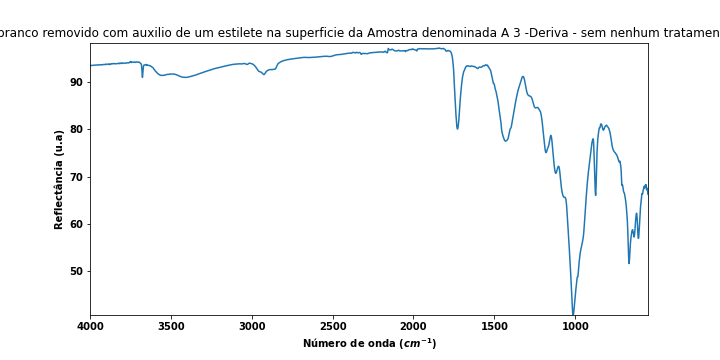 oranco removido com auxilio de um estilete na superficie da Amostra denominada A 3 -Deriva - sem nenhum tratamen
90
80
70
60
50
Reflectância (u.a)
4000 3500 3000 2500 2000 1500 1000
Número de onda (cm⁻¹)